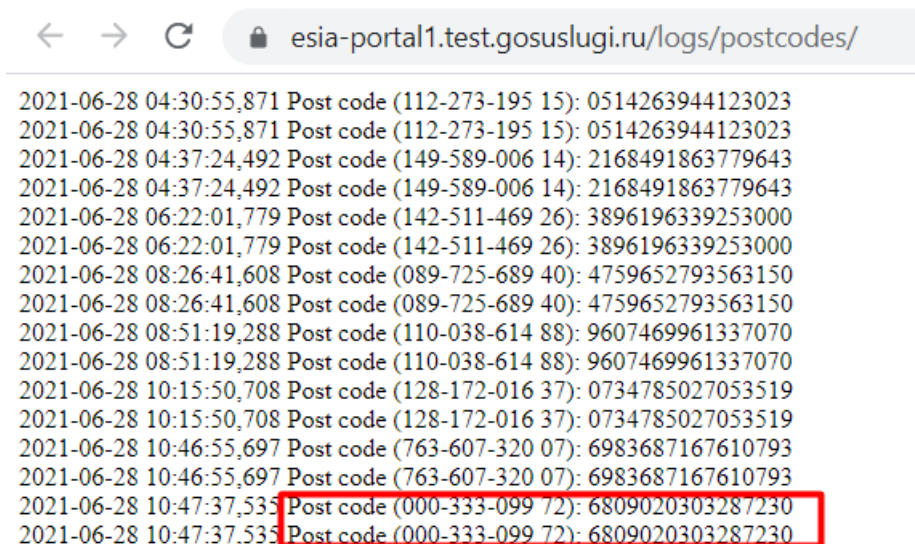 esia-portal1.test.gosuslugi.ru/logs/postcodes/
2021-06-28 04:30:55,871 Post code (112-273-195 15): 0514263944123023
2021-06-28 04:30:55,871 Post code (112-273-195 15): 0514263944123023
2021-06-28 04:37:24,492 Post code (149-589-006 14): 2168491863779643
2021-06-28 04:37:24,492 Post code (149-589-006 14): 2168491863779643
2021-06-28 06:22:01,779 Post code (142-511-469 26): 3896196339253000
2021-06-28 06:22:01,779 Post code (142-511-469 26): 3896196339253000
2021-06-28 08:26:41,608 Post code (089-725-689 40): 4759652793563150
2021-06-28 08:26:41,608 Post code (089-725-689 40): 4759652793563150
2021-06-28 08:51:19,288 Post code (110-038-614 88): 9607469961337070
2021-06-28 08:51:19,288 Post code (110-038-614 88): 9607469961337070
2021-06-28 10:15:50,708 Post code (128-172-016 37): 0734785027053519
2021-06-28 10:15:50,708 Post code (128-172-016 37): 0734785027053519
2021-06-28 10:46:55,697 Post code (763-607-320 07): 6983687167610793
2021-06-28 10:46:55,697 Post code (763-607-320 07): 6983687167610793
2021-06-28 10:47:37,535 Post code (000-333-099 72): 6809020303287230
2021-06-28 10:47:37,535 Post code (000-333-099 72): 6809020303287230